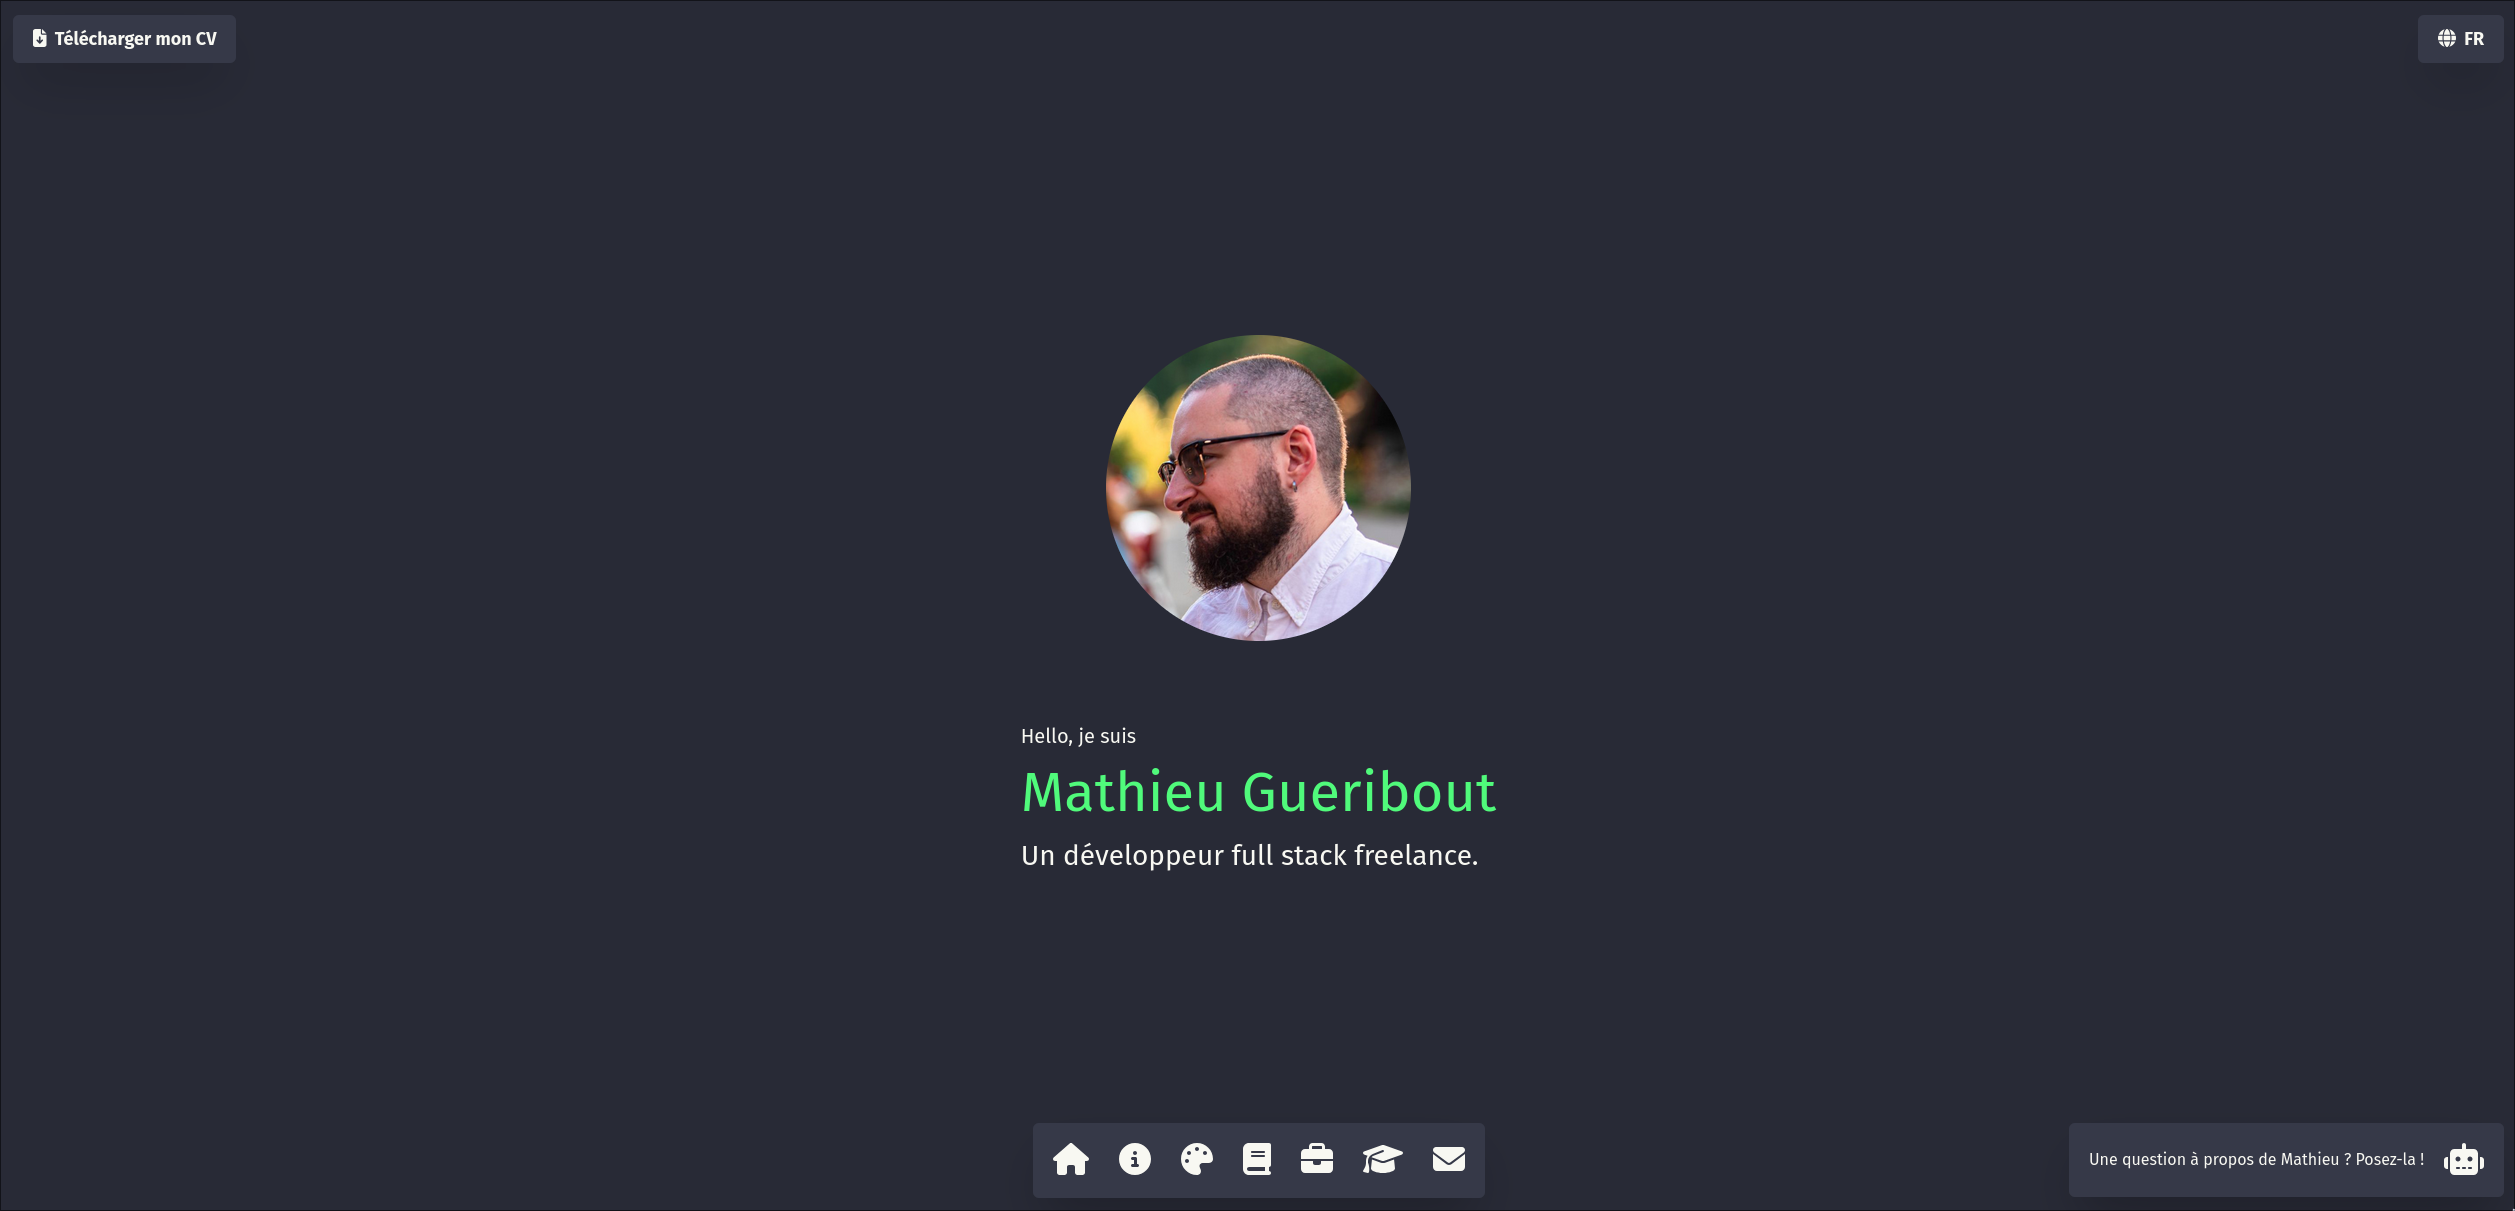 Télécharger mon CV
FR
Hello, je suis
Mathieu Gueribout
Un développeur full stack freelance.
Une question à propos de Mathieu ? Posez-la !